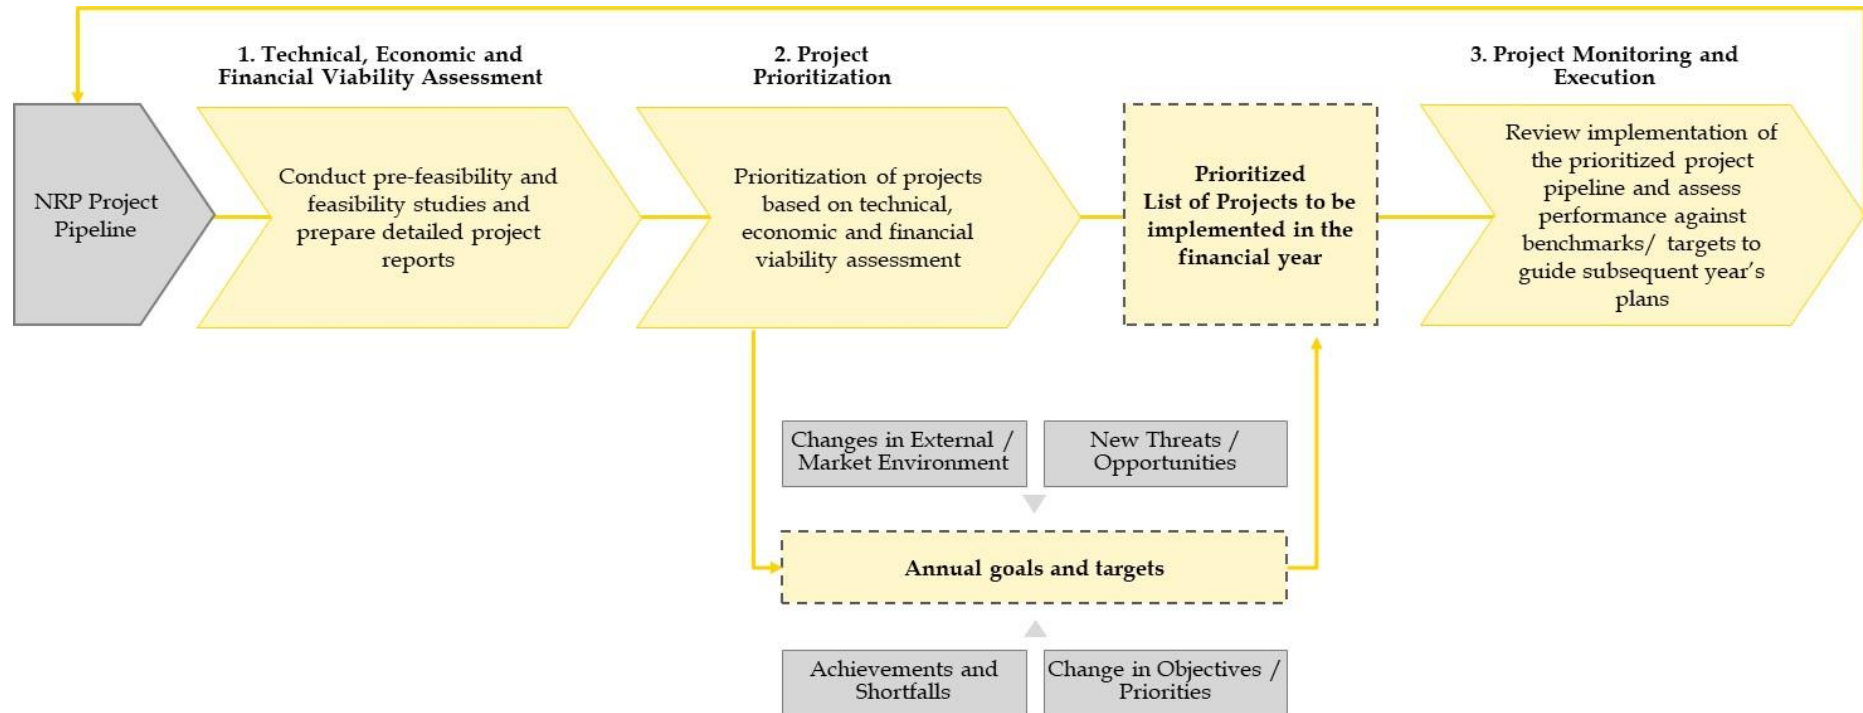 1. Technical, Economic and
Financial Viability Assessment
2. Project
Prioritization
3. Project Monitoring and
Execution
NRP Project
Pipeline
Conduct pre-feasibility and
feasibility studies and
prepare detailed project
reports
Prioritization of projects
based on technical,
economic and financial
viability assessment
Prioritized
List of Projects to be
implemented in the
financial year
Review implementation of
the prioritized project
pipeline and assess
performance against
benchmarks/ targets to
guide subsequent year's
plans
Changes in External /
Market Environment
New Threats /
Opportunities
Annual goals and targets
Achievements and
Shortfalls
Change in Objectives /
Priorities